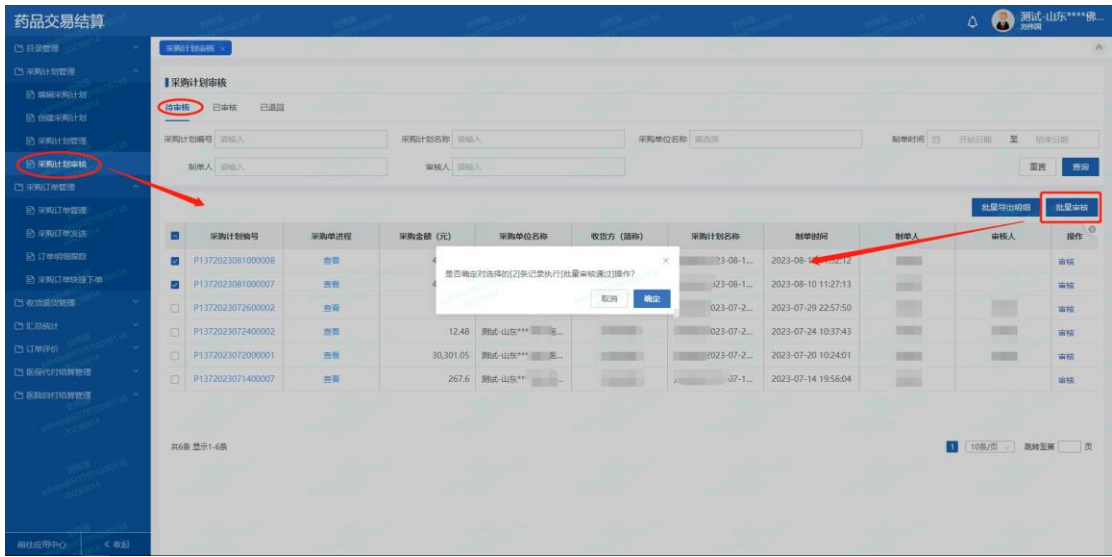 药品交易结算
测试-山东****佛...
目录管理
采购计划管理
编辑采购计划
创建采购计划
采购计划管理
采购计划审核
采购订单管理
采购订单管理
采购订单发送
订单明细跟踪
采购订单快捷下单
收货退货管理
汇总统计
订单评价
医保代付结算管理
医院自付结算管理
前往应用中心 《 收起
采购计划审核 ×
采购计划审核
待审核 已审核 已退回
采购计划编号 请输入 采购计划名称 请输入 采购单位名称 请选择 制单时间 开始日期 至 结束日期
制单人 请输入 审核人 请输入 重置 查询
批量导出明细 批量审核
采购计划编号 采购单进程 采购金额 (元) 采购单位名称 收货方 (简称) 采购计划名称 制单时间 制单人 审核人 操作
P1372023081000008 查看 23-08-1... 审核
P1372023081000007 查看 023-08-1... 2023-08-10 11:27:13 审核
P1372023072600002 查看 023-07-2... 2023-07-29 22:57:50 审核
P1372023072400002 查看 12.48 测试-山东*** 医... 023-07-2... 2023-07-24 10:37:43 审核
P1372023072000001 查看 30,301.05 测试-山东*** 医... 2023-07-2... 2023-07-20 10:24:01 审核
P1372023071400007 查看 267.6 测试-山东** 07-1... 2023-07-14 19:56:04 审核
是否确定对选择的[2]条记录执行[批量审核通过]操作?
取消 确定
共6条 显示1-6条 1 10条/页 跳转至第 页